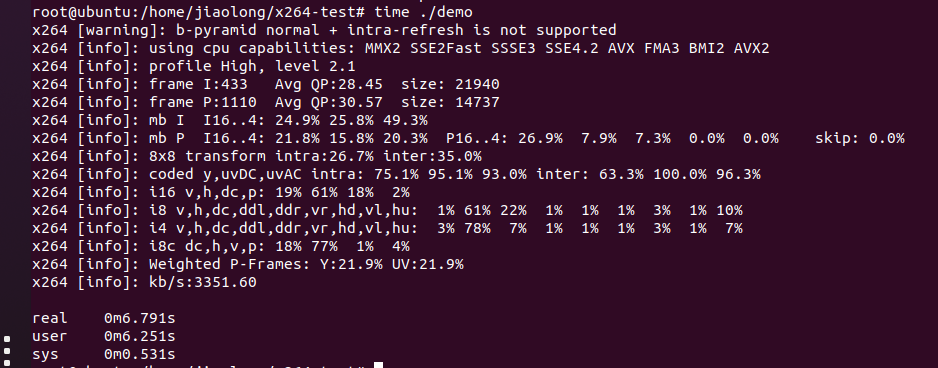 root@ubuntu:/home/jiaolong/x264-test# time ./demo
x264 [warning]: b-pyramid normal + intra-refresh is not supported
x264 [info]: using cpu capabilities: MMX2 SSE2Fast SSSE3 SSE4.2 AVX FMA3 BMI2 AVX2
x264 [info]: profile High, level 2.1
x264 [info]: frame I:433   Avg QP:28.45  size: 21940
x264 [info]: frame P:1110  Avg QP:30.57  size: 14737
x264 [info]: mb I  I16..4: 24.9% 25.8% 49.3%
x264 [info]: mb P  I16..4: 21.8% 15.8% 20.3%  P16..4: 26.9%  7.9%  7.3%  0.0%  0.0%    skip: 0.0%
x264 [info]: 8x8 transform intra:26.7% inter:35.0%
x264 [info]: coded y,uvDC,uvAC intra: 75.1% 95.1% 93.0% inter: 63.3% 100.0% 96.3%
x264 [info]: i16 v,h,dc,p: 19% 61% 18%  2%
x264 [info]: i8 v,h,dc,ddl,ddr,vr,hd,vl,hu:  1% 61% 22%  1%  1%  1%  3%  1% 10%
x264 [info]: i4 v,h,dc,ddl,ddr,vr,hd,vl,hu:  3% 78%  7%  1%  1%  1%  3%  1%  7%
x264 [info]: i8c dc,h,v,p: 18% 77%  1%  4%
x264 [info]: Weighted P-Frames: Y:21.9% UV:21.9%
x264 [info]: kb/s:3351.60
real    0m6.791s
user    0m6.251s
sys     0m0.531s